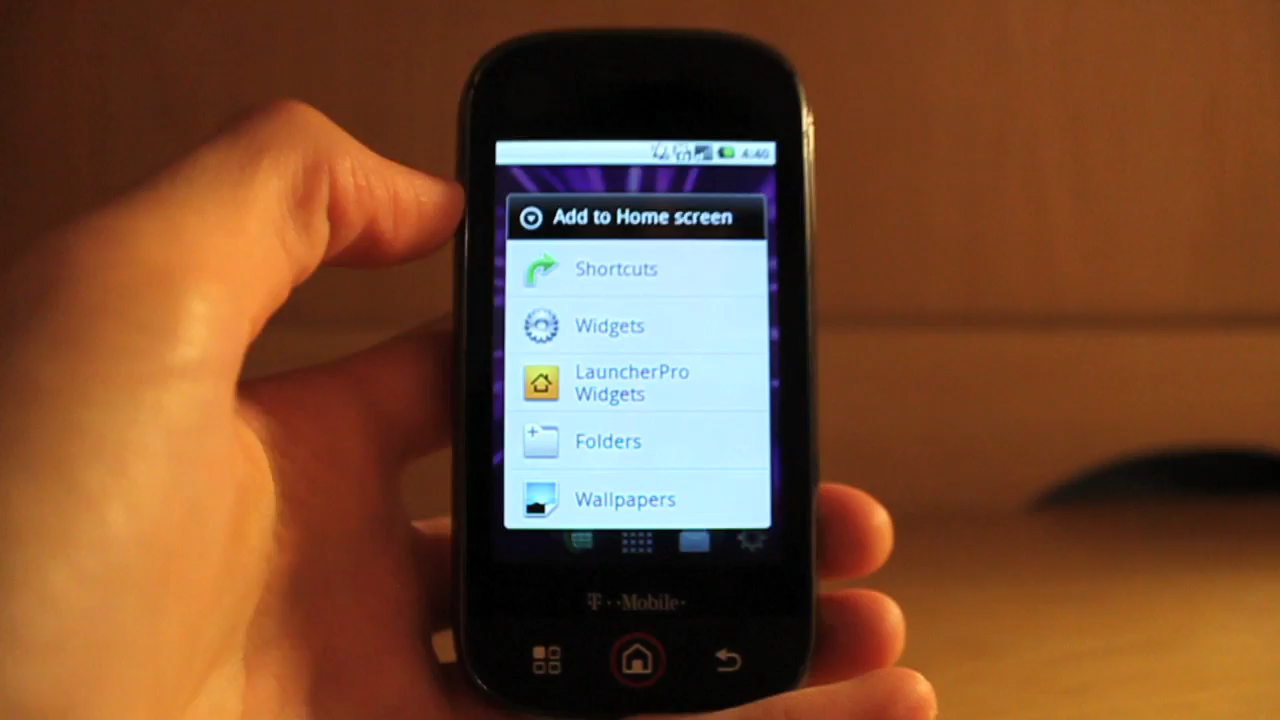 4:40
Add to Home screen
Shortcuts
Widgets
LauncherPro
Widgets
Folders
Wallpapers
T··Mobile·